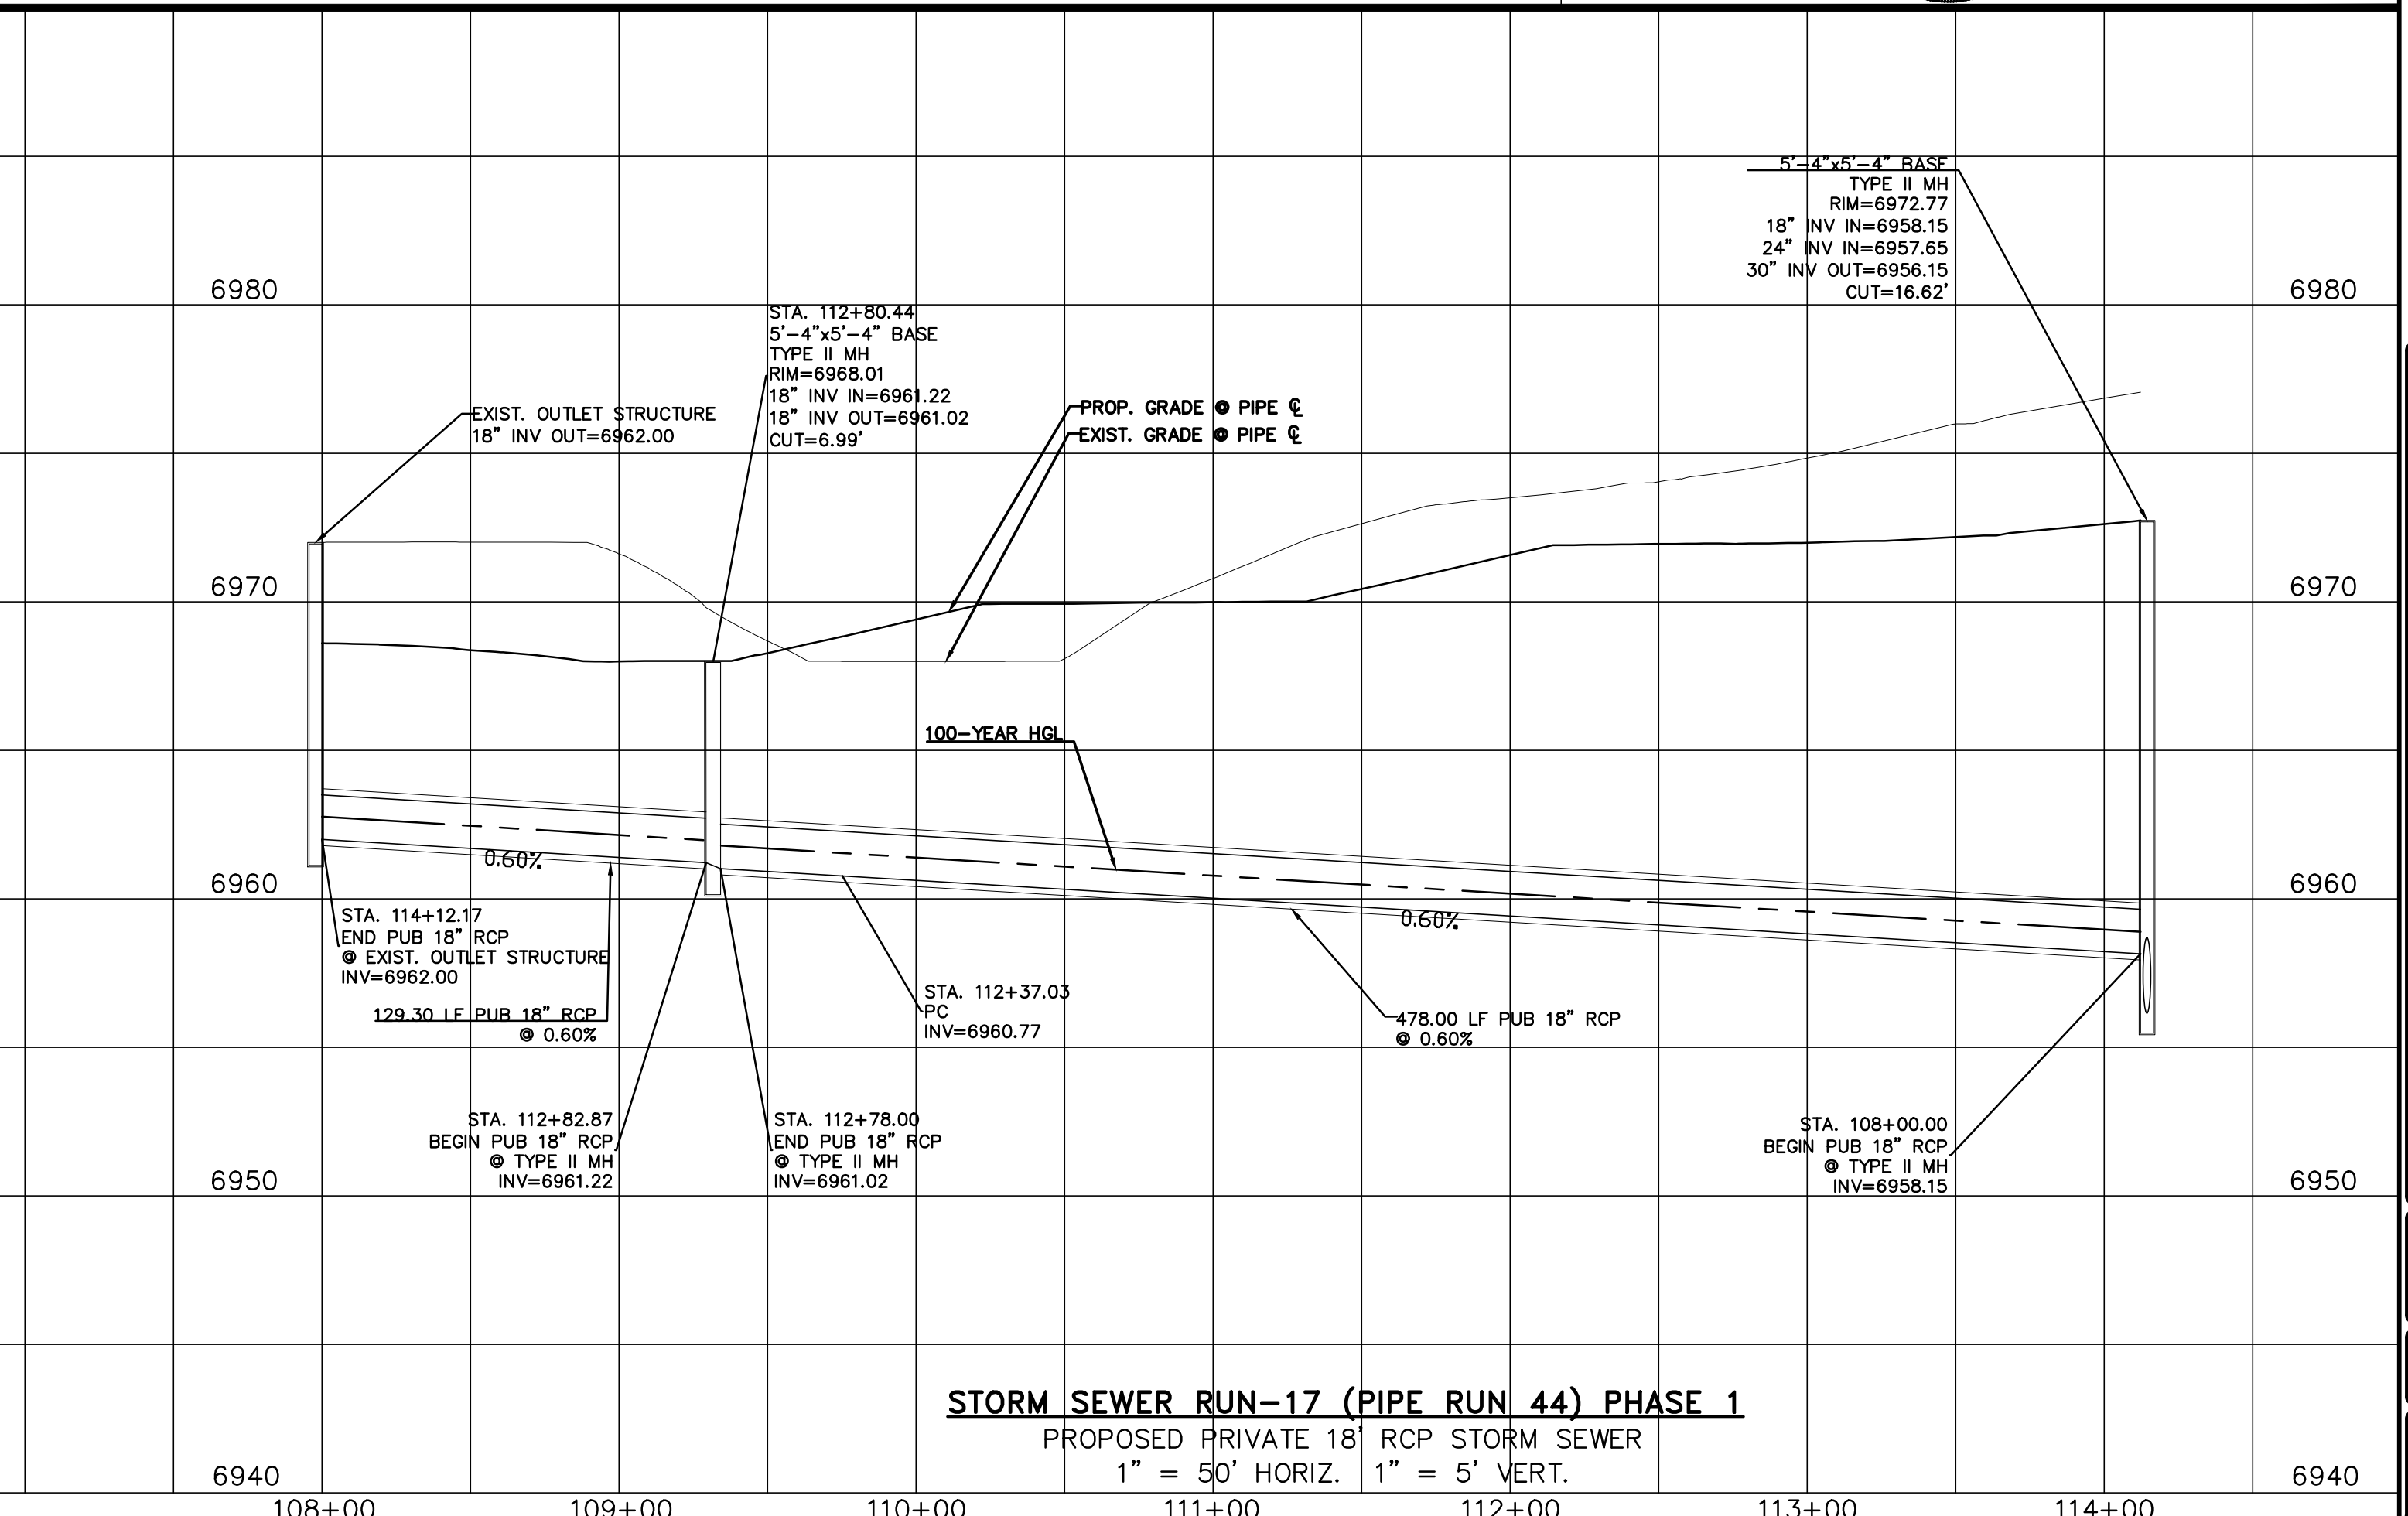 5'-4"x5'-4" BASE
TYPE II MH
RIM=6972.77
18" INV IN=6958.15
24" INV IN=6957.65
30" INV OUT=6956.15
CUT=16.62'
6980
6980
STA. 112+80.44
5'-4"x5'-4" BASE
TYPE II MH
RIM=6968.01
18" INV IN=6961.22
18" INV OUT=6961.02
CUT=6.99'
EXIST. OUTLET STRUCTURE
18" INV OUT=6962.00
PROP. GRADE @ PIPE ℄
EXIST. GRADE @ PIPE ℄
6970
6970
100-YEAR HGL
0.60%
6960
6960
0.60%
STA. 114+12.17
END PUB 18" RCP
@ EXIST. OUTLET STRUCTURE
INV=6962.00
129.30 LF PUB 18" RCP
@ 0.60%
STA. 112+37.03
PC
INV=6960.77
478.00 LF PUB 18" RCP
@ 0.60%
STA. 112+82.87
BEGIN PUB 18" RCP
@ TYPE II MH
INV=6961.22
STA. 112+78.00
END PUB 18" RCP
@ TYPE II MH
INV=6961.02
STA. 108+00.00
BEGIN PUB 18" RCP
@ TYPE II MH
INV=6958.15
6950
6950
STORM SEWER RUN-17 (PIPE RUN 44) PHASE 1
PROPOSED PRIVATE 18' RCP STORM SEWER
1" = 50' HORIZ. 1" = 5' VERT.
6940
6940
108+00 109+00 110+00 111+00 112+00 113+00 114+00